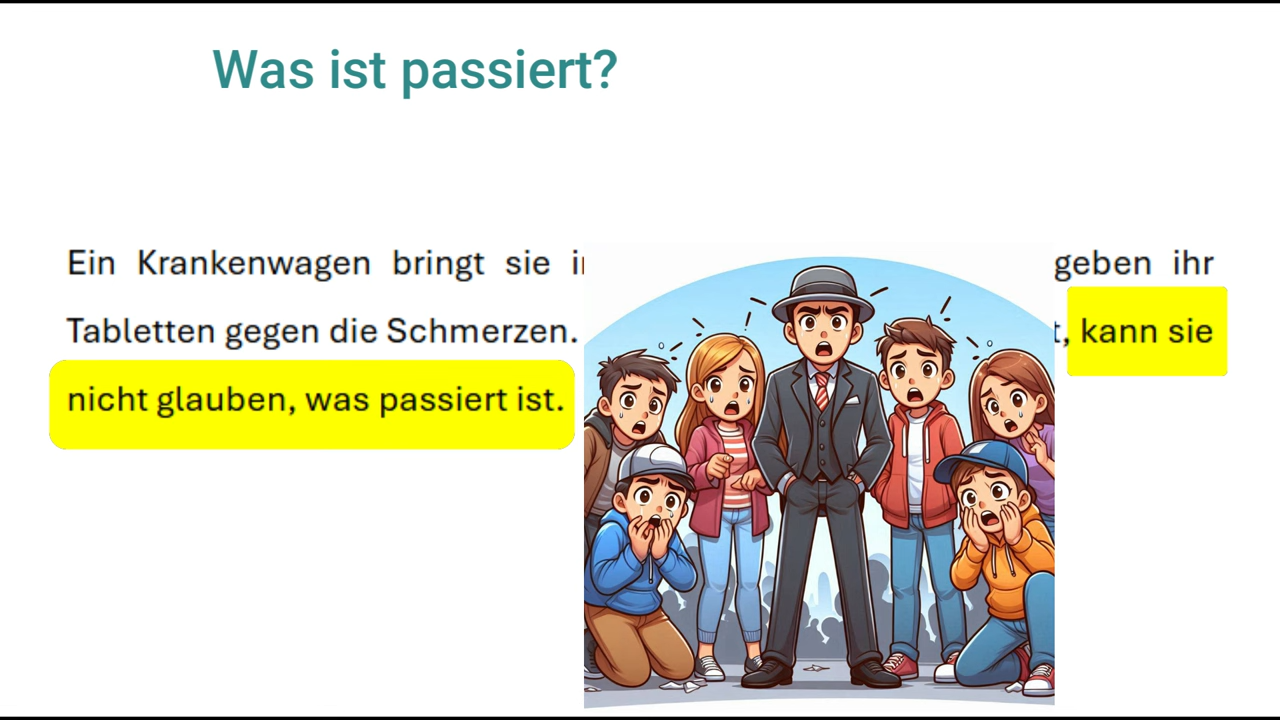 Was ist passiert?
Ein Krankenwagen bringt sie geben ihr
Tabletten gegen die Schmerzen. kann sie
nicht glauben, was passiert ist.